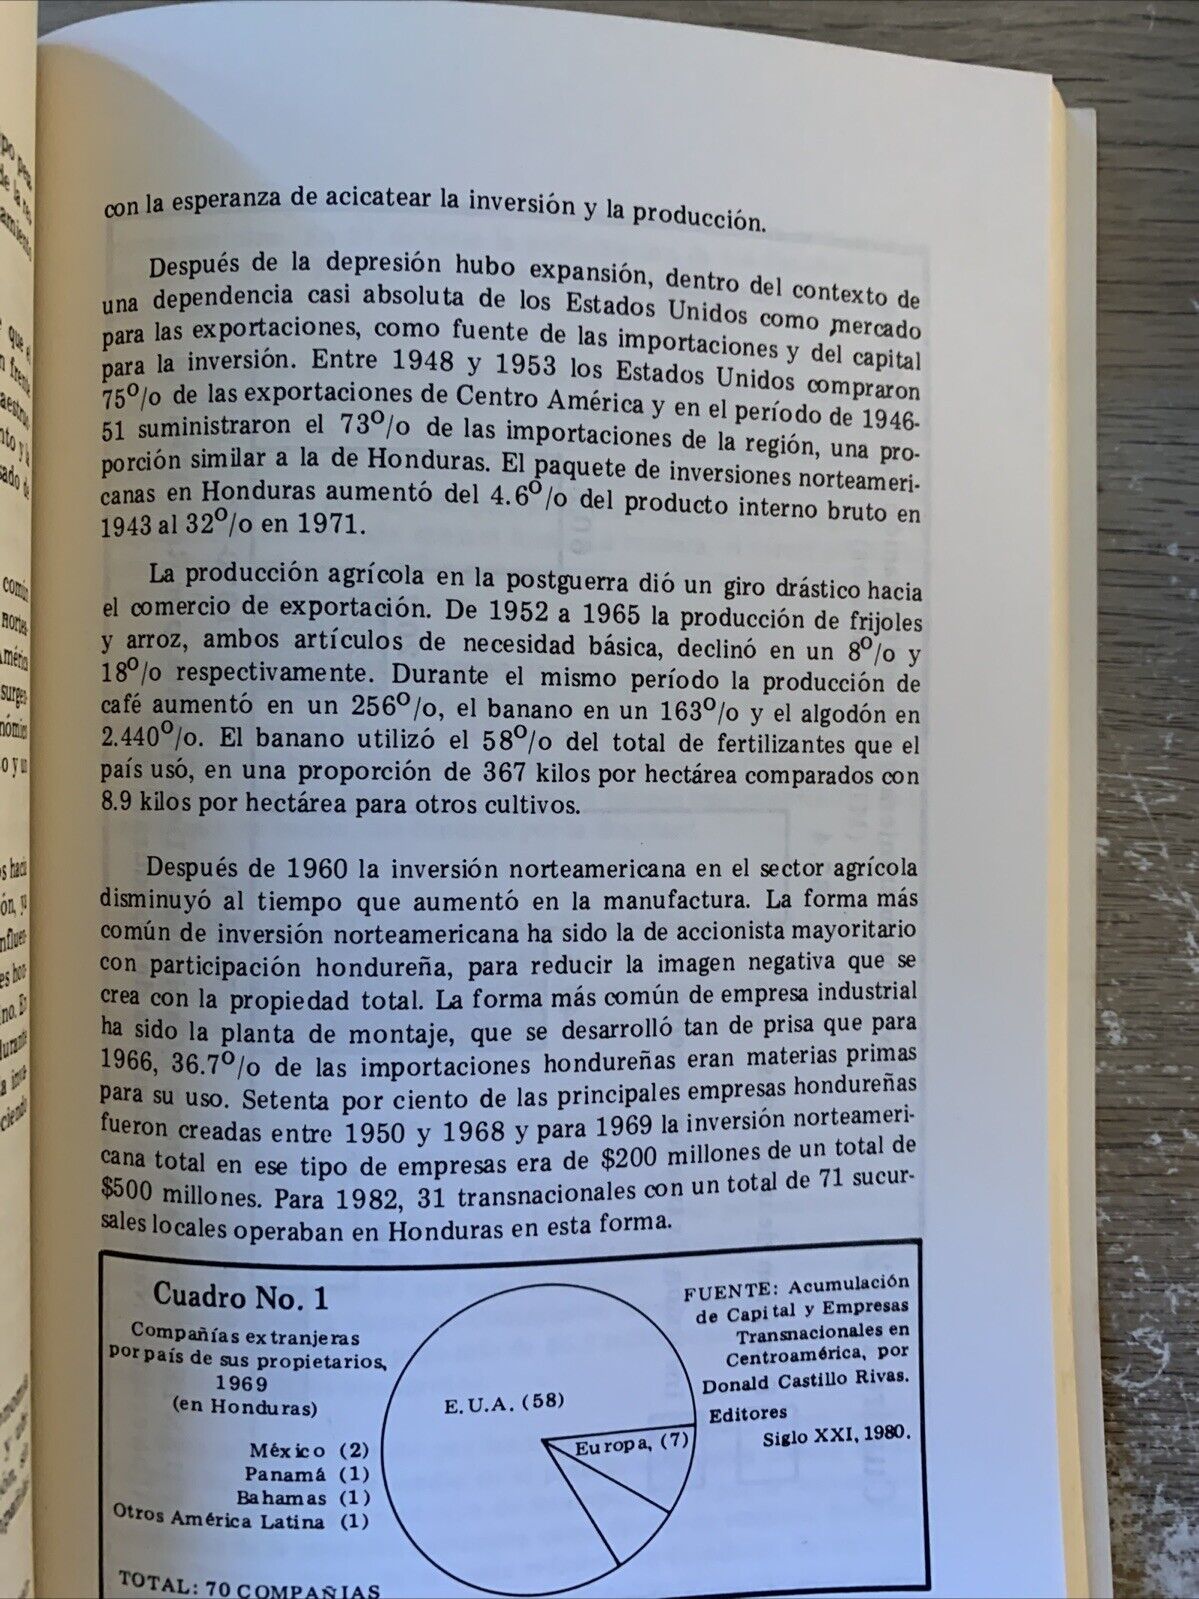 con la esperanza de acicatear la inversión y la producción.
Después de la depresión hubo expansión, dentro del contexto de
una dependencia casi absoluta de los Estados Unidos como mercado
para las exportaciones, como fuente de las importaciones y del capital
para la inversión. Entre 1948 y 1953 los Estados Unidos compraron
75º/o de las exportaciones de Centro América y en el período de 1946-
51 suministraron el 73º/o de las importaciones de la región, una pro-
porción similar a la de Honduras. El paquete de inversiones norteameri-
canas en Honduras aumentó del 4.6º/o del producto interno bruto en
1943 al 32º/o en 1971.
La producción agrícola en la postguerra dió un giro drástico hacia
el comercio de exportación. De 1952 a 1965 la producción de frijoles
y arroz, ambos artículos de necesidad básica, declinó en un 8º/o y
18º/o respectivamente. Durante el mismo período la producción de
café aumentó en un 256º/o, el banano en un 163º/o y el algodón en
2.440º/o. El banano utilizó el 58º/o del total de fertilizantes que el
país usó, en una proporción de 367 kilos por hectárea comparados con
8.9 kilos por hectárea para otros cultivos.
Después de 1960 la inversión norteamericana en el sector agrícola
disminuyó al tiempo que aumentó en la manufactura. La forma más
común de inversión norteamericana ha sido la de accionista mayoritario
con participación hondureña, para reducir la imagen negativa que se
crea con la propiedad total. La forma más común de empresa industrial
ha sido la planta de montaje, que se desarrolló tan de prisa que para
1966, 36.7º/o de las importaciones hondureñas eran materias primas
para su uso. Setenta por ciento de las principales empresas hondureñas
fueron creadas entre 1950 y 1968 y para 1969 la inversión norteameri-
cana total en ese tipo de empresas era de $200 millones de un total de
$500 millones. Para 1982, 31 transnacionales con un total de 71 sucur-
sales locales operaban en Honduras en esta forma.
Cuadro No. 1
Compañías extranjeras
por país de sus propietarios,
1969
(en Honduras)
México (2)
Panamá (1)
Bahamas (1)
Otros América Latina (1)
TOTAL: 70 COMPAÑIAS
E.U.A. (58)
Europa, (7)
FUENTE: Acumulación
de Capital y Empresas
Transnacionales en
Centroamérica, por
Donald Castillo Rivas.
Editores
Siglo XXI, 1980.